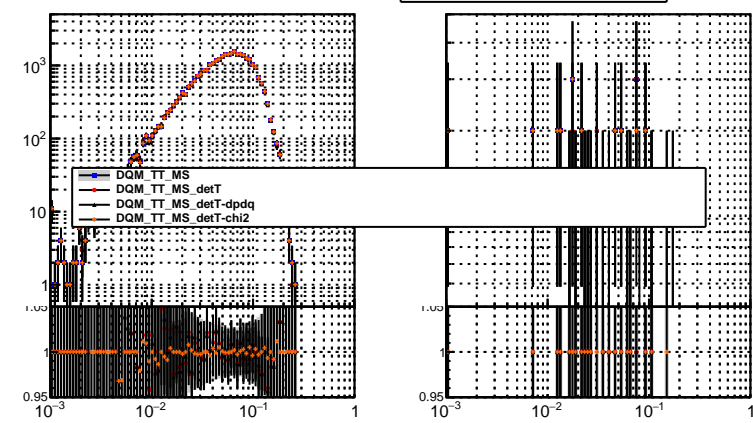 10³
10²
DQM_TT_MS
DQM_TT_MS_detT
DQM_TT_MS_detT-dpdq
DQM_TT_MS_detT-chi2
10
1
1.05 1.05
1 1
0.95 0.95
10⁻³ 10⁻² 10⁻¹ 1 10⁻³ 10⁻² 10⁻¹ 1